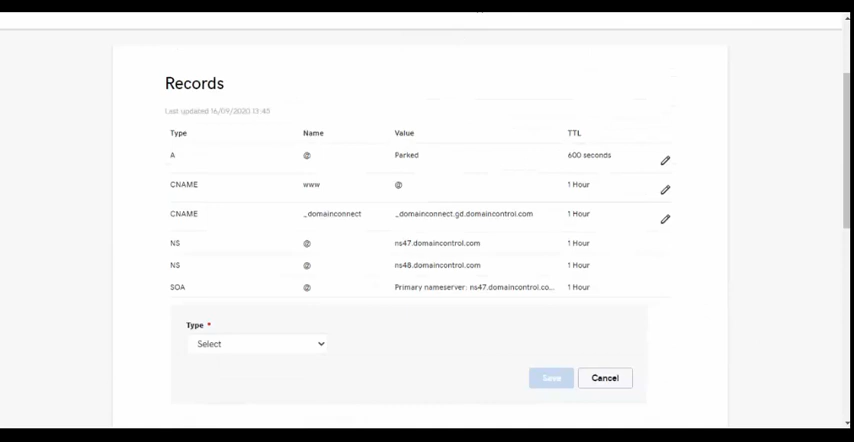 Records
Last updated 16/09/2020 13:45
Type Name Value TTL
A @ Parked 600 seconds
CNAME www @ 1 Hour
CNAME _domainconnect _domainconnect.gd.domaincontrol.com 1 Hour
NS @ ns47.domaincontrol.com 1 Hour
NS @ ns48.domaincontrol.com 1 Hour
SOA @ Primary nameserver: ns47.domaincontrol.co... 1 Hour
Type *
Select
Save Cancel